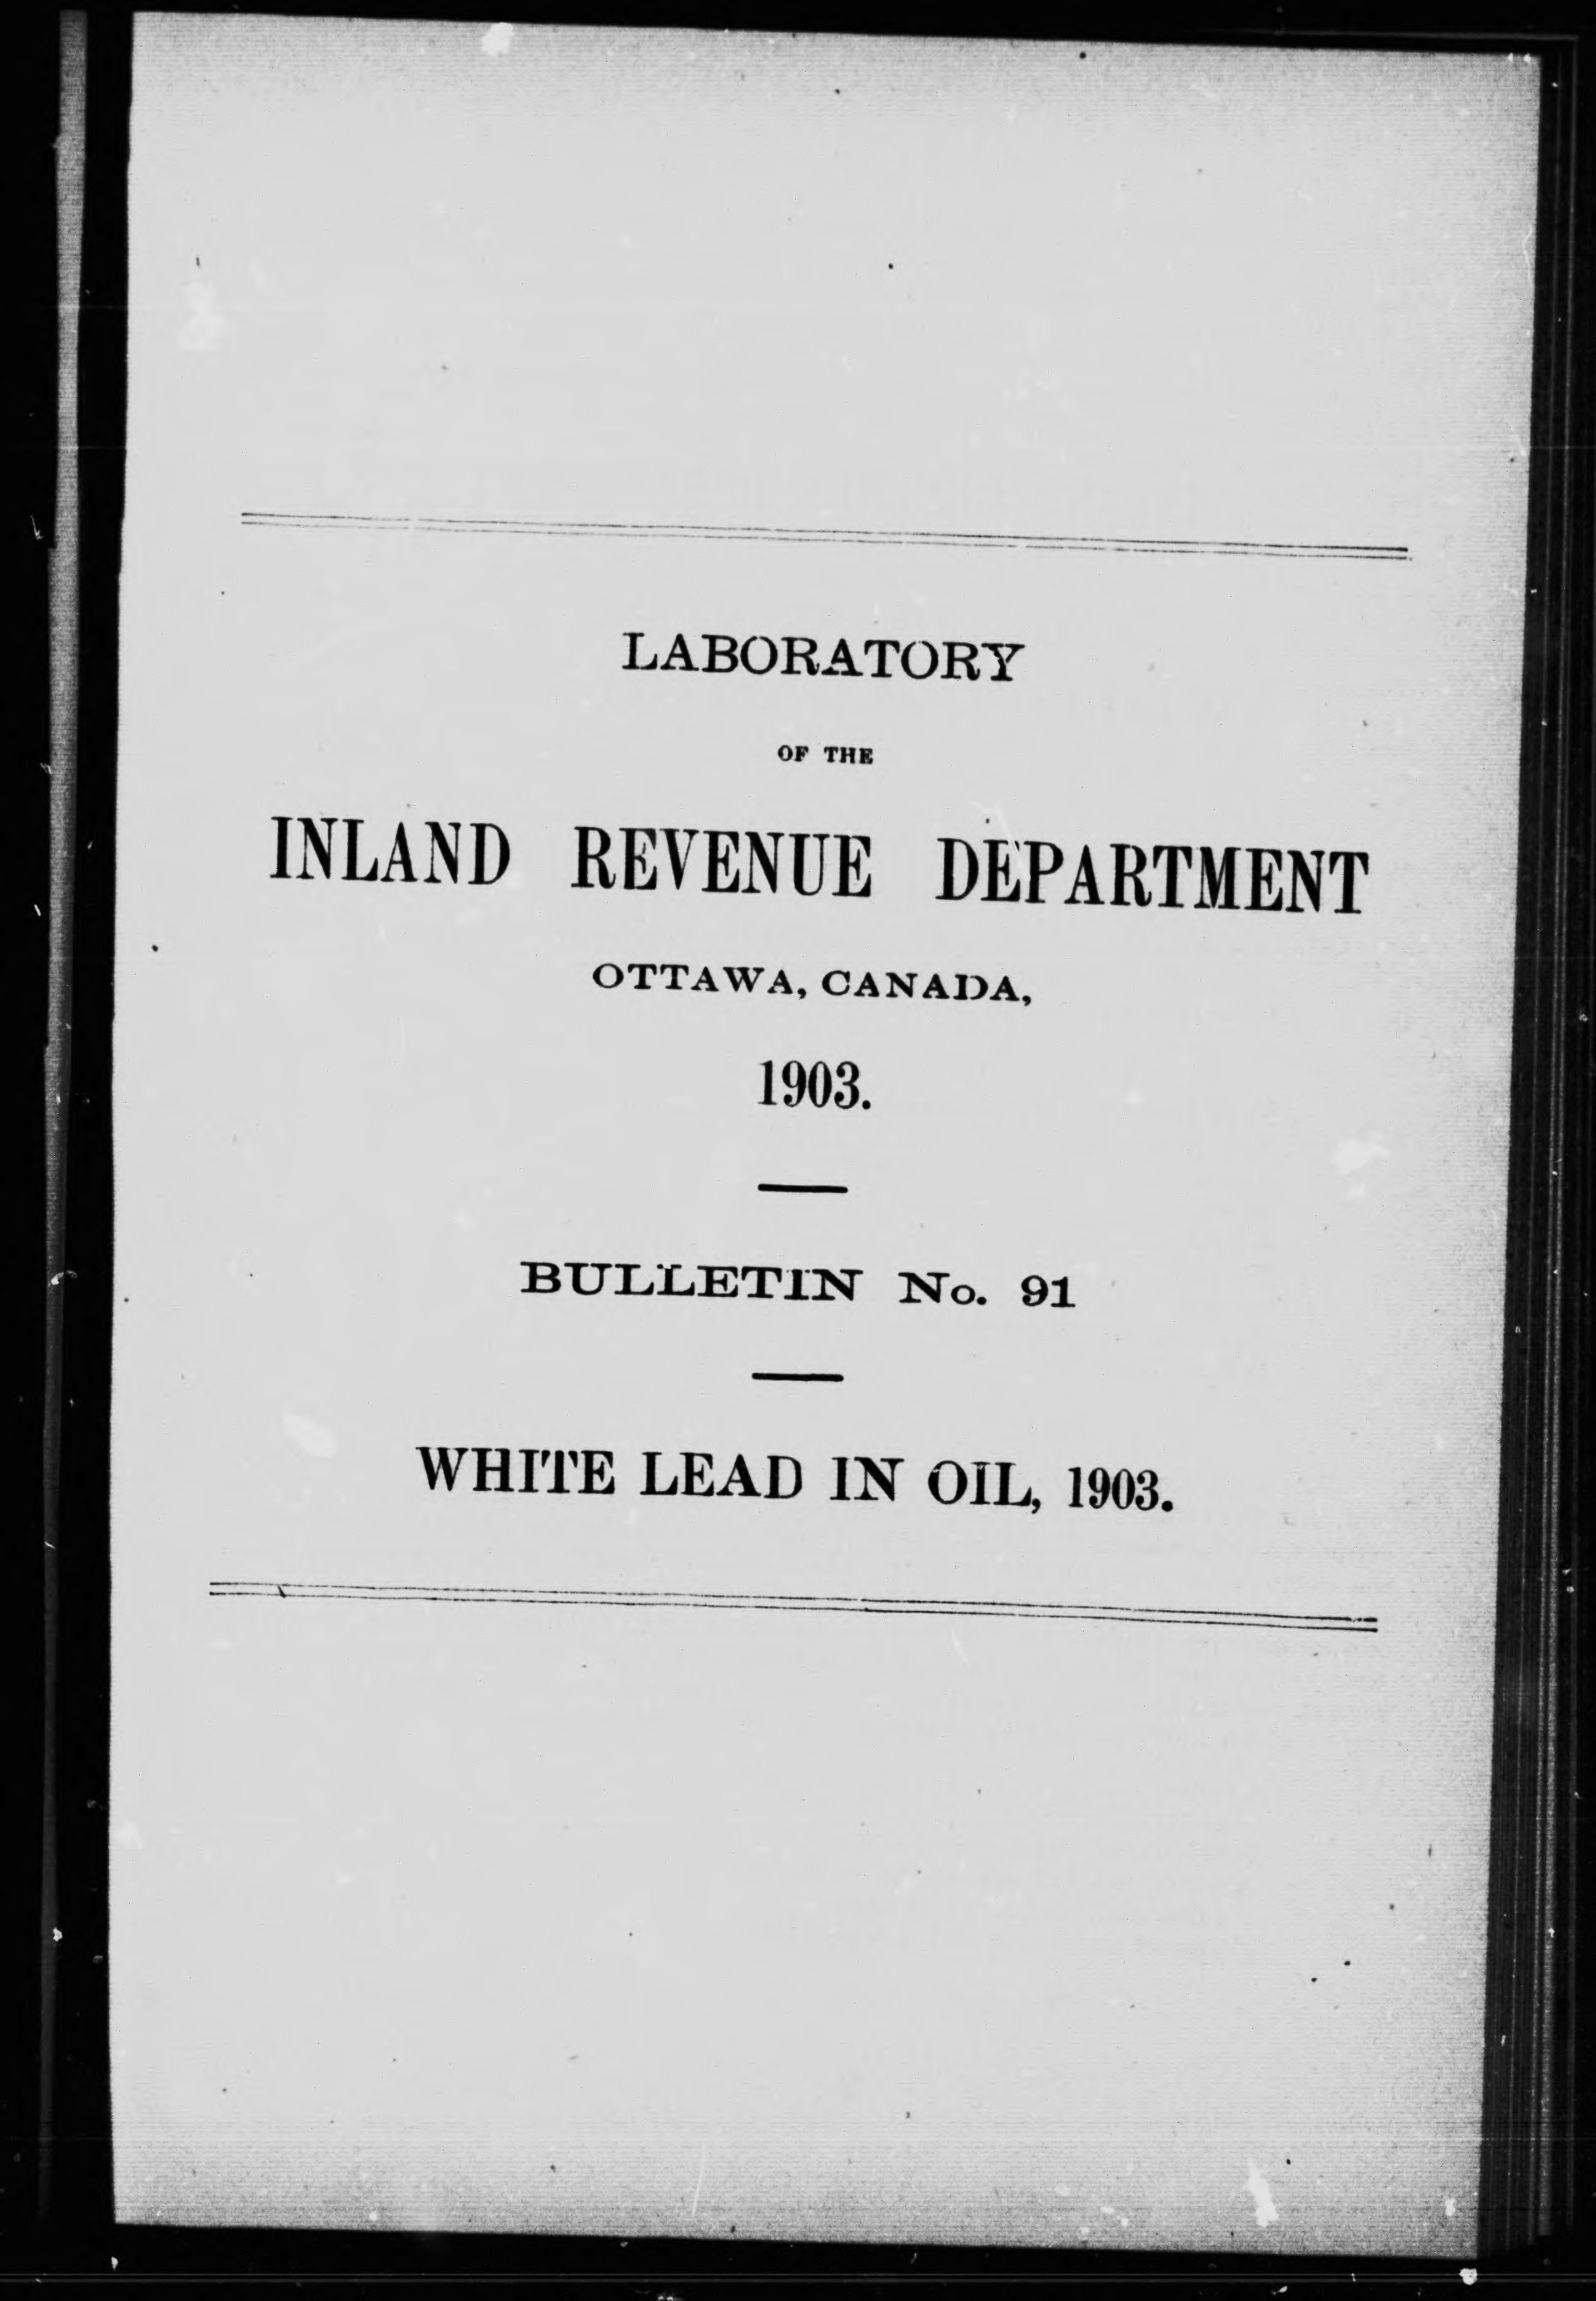 LABORATORY
OF THE
INLAND REVENUE DEPARTMENT
OTTAWA, CANADA,
1903.
BULLETIN No. 91
WHITE LEAD IN OIL, 1903.